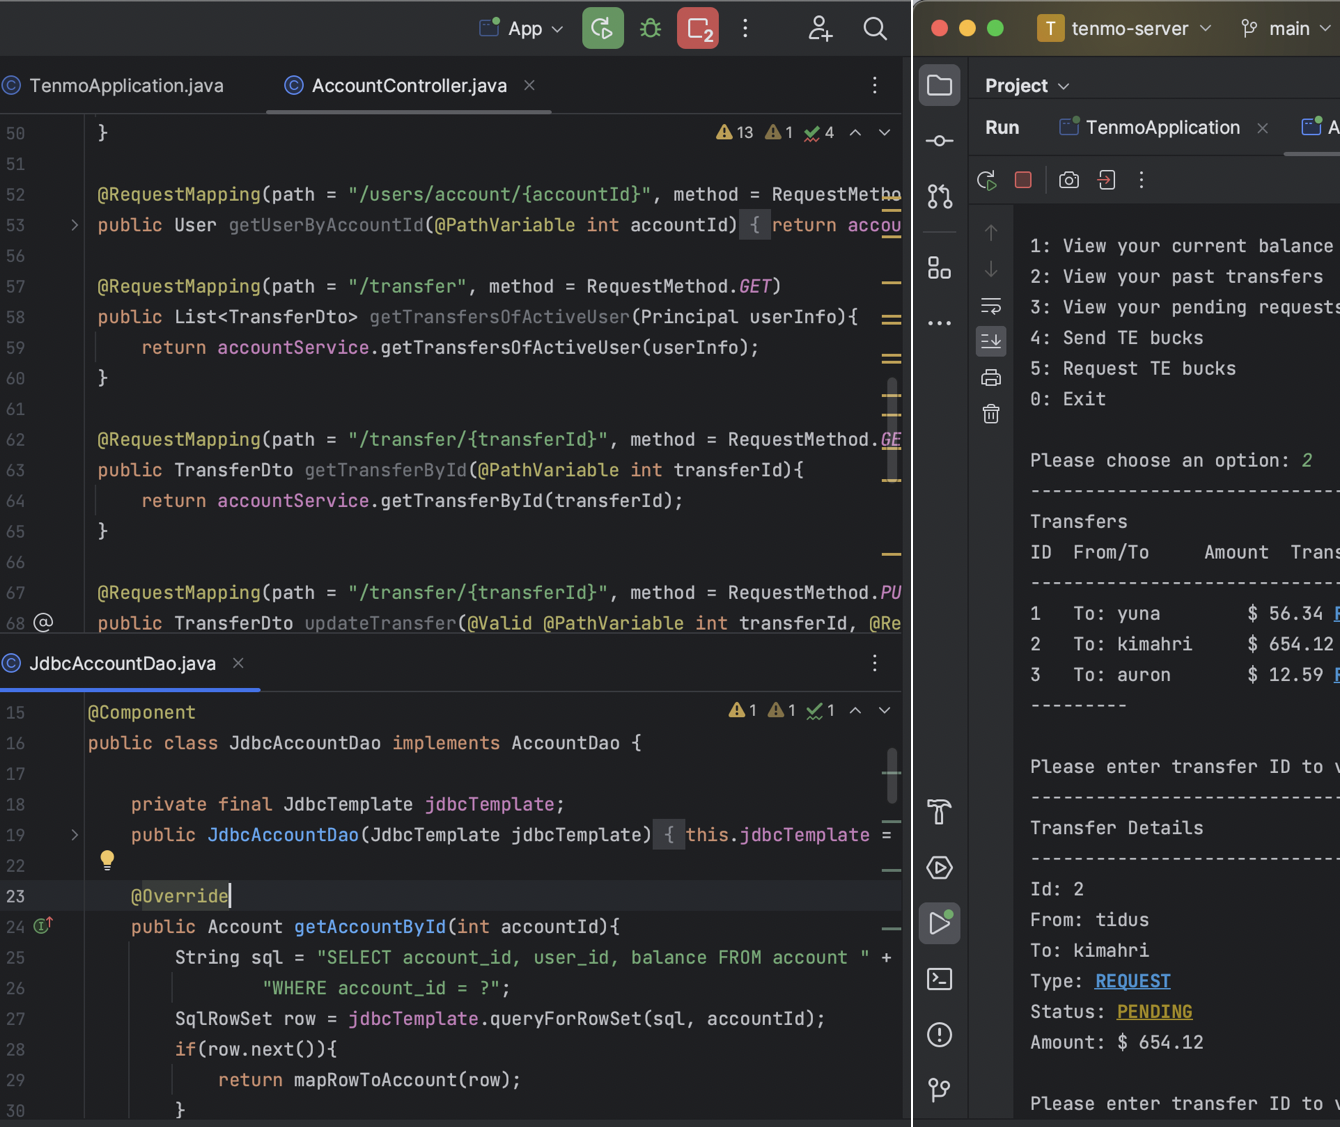 App
2
TenmoApplication.java
AccountController.java
13 1 4
50 }
51
52 @RequestMapping(path = "/users/account/{accountId}", method = RequestMetho
53 public User getUserByAccountId(@PathVariable int accountId) { return accou
56
57 @RequestMapping(path = "/transfer", method = RequestMethod.GET)
58 public List<TransferDto> getTransfersOfActiveUser(Principal userInfo){
59 return accountService.getTransfersOfActiveUser(userInfo);
60 }
61
62 @RequestMapping(path = "/transfer/{transferId}", method = RequestMethod.GE
63 public TransferDto getTransferById(@PathVariable int transferId){
64 return accountService.getTransferById(transferId);
65 }
66
67 @RequestMapping(path = "/transfer/{transferId}", method = RequestMethod.PU
68 public TransferDto updateTransfer(@Valid @PathVariable int transferId, @Re
JdbcAccountDao.java
1 1 1
15 @Component
16 public class JdbcAccountDao implements AccountDao {
17
18 private final JdbcTemplate jdbcTemplate;
19 public JdbcAccountDao(JdbcTemplate jdbcTemplate) { this.jdbcTemplate =
22
23 @Override
24 public Account getAccountById(int accountId){
25 String sql = "SELECT account_id, user_id, balance FROM account " +
26 "WHERE account_id = ?";
27 SqlRowSet row = jdbcTemplate.queryForRowSet(sql, accountId);
28 if(row.next()){
29 return mapRowToAccount(row);
30 }
T tenmo-server main
Project
Run TenmoApplication A
1: View your current balance
2: View your past transfers
3: View your pending requests
4: Send TE bucks
5: Request TE bucks
0: Exit
Please choose an option: 2
-----------------------------
Transfers
ID From/To Amount Trans
-----------------------------
1 To: yuna $ 56.34 R
2 To: kimahri $ 654.12
3 To: auron $ 12.59 R
---------
Please enter transfer ID to v
-----------------------------
Transfer Details
-----------------------------
Id: 2
From: tidus
To: kimahri
Type: REQUEST
Status: PENDING
Amount: $ 654.12
Please enter transfer ID to v